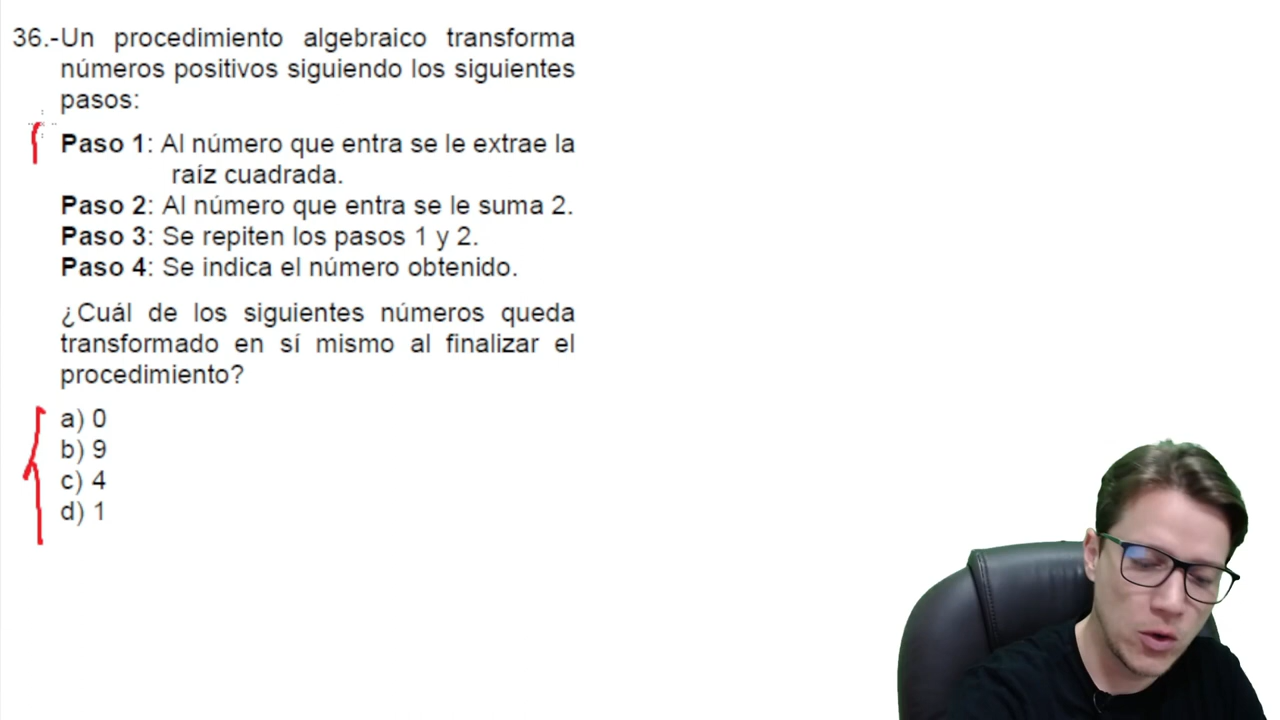 36.-Un procedimiento algebraico transforma
números positivos siguiendo los siguientes
pasos:
Paso 1: Al número que entra se le extrae la
raíz cuadrada.
Paso 2: Al número que entra se le suma 2.
Paso 3: Se repiten los pasos 1 y 2.
Paso 4: Se indica el número obtenido.
¿Cuál de los siguientes números queda
transformado en sí mismo al finalizar el
procedimiento?
a) 0
b) 9
c) 4
d) 1